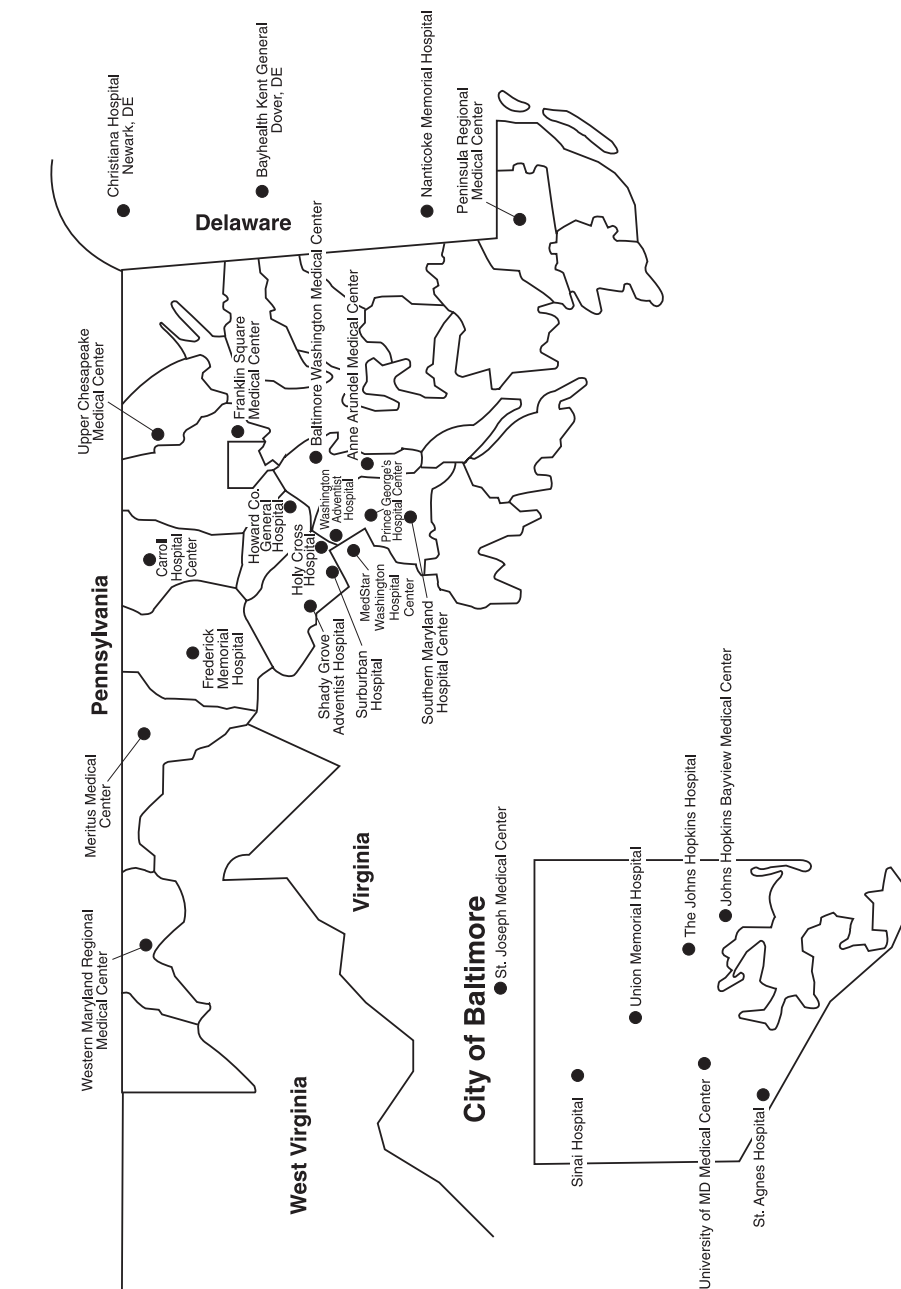 Pennsylvania
Western Maryland Regional
Medical Center
Meritus Medical
Center
Frederick
Memorial
Hospital
Carroll
Hospital
Center
Upper Chesapeake
Medical Center
Franklin Square
Medical Center
Christiana Hospital
Newark, DE
Bayhealth Kent General
Dover, DE
Delaware
Nanticoke Memorial Hospital
Peninsula Regional
Medical Center
Howard Co.
General
Hospital
Baltimore Washington Medical Center
Holy Cross
Hospital
Washington
Adventist
Hospital
Anne Arundel Medical Center
Prince George's
Hospital Center
Shady Grove
Adventist Hospital
Surburban
Hospital
MedStar
Washington
Hospital
Center
Southern Maryland
Hospital Center
West Virginia
Virginia
City of Baltimore
St. Joseph Medical Center
Sinai Hospital
Union Memorial Hospital
The Johns Hopkins Hospital
University of MD Medical Center
Johns Hopkins Bayview Medical Center
St. Agnes Hospital